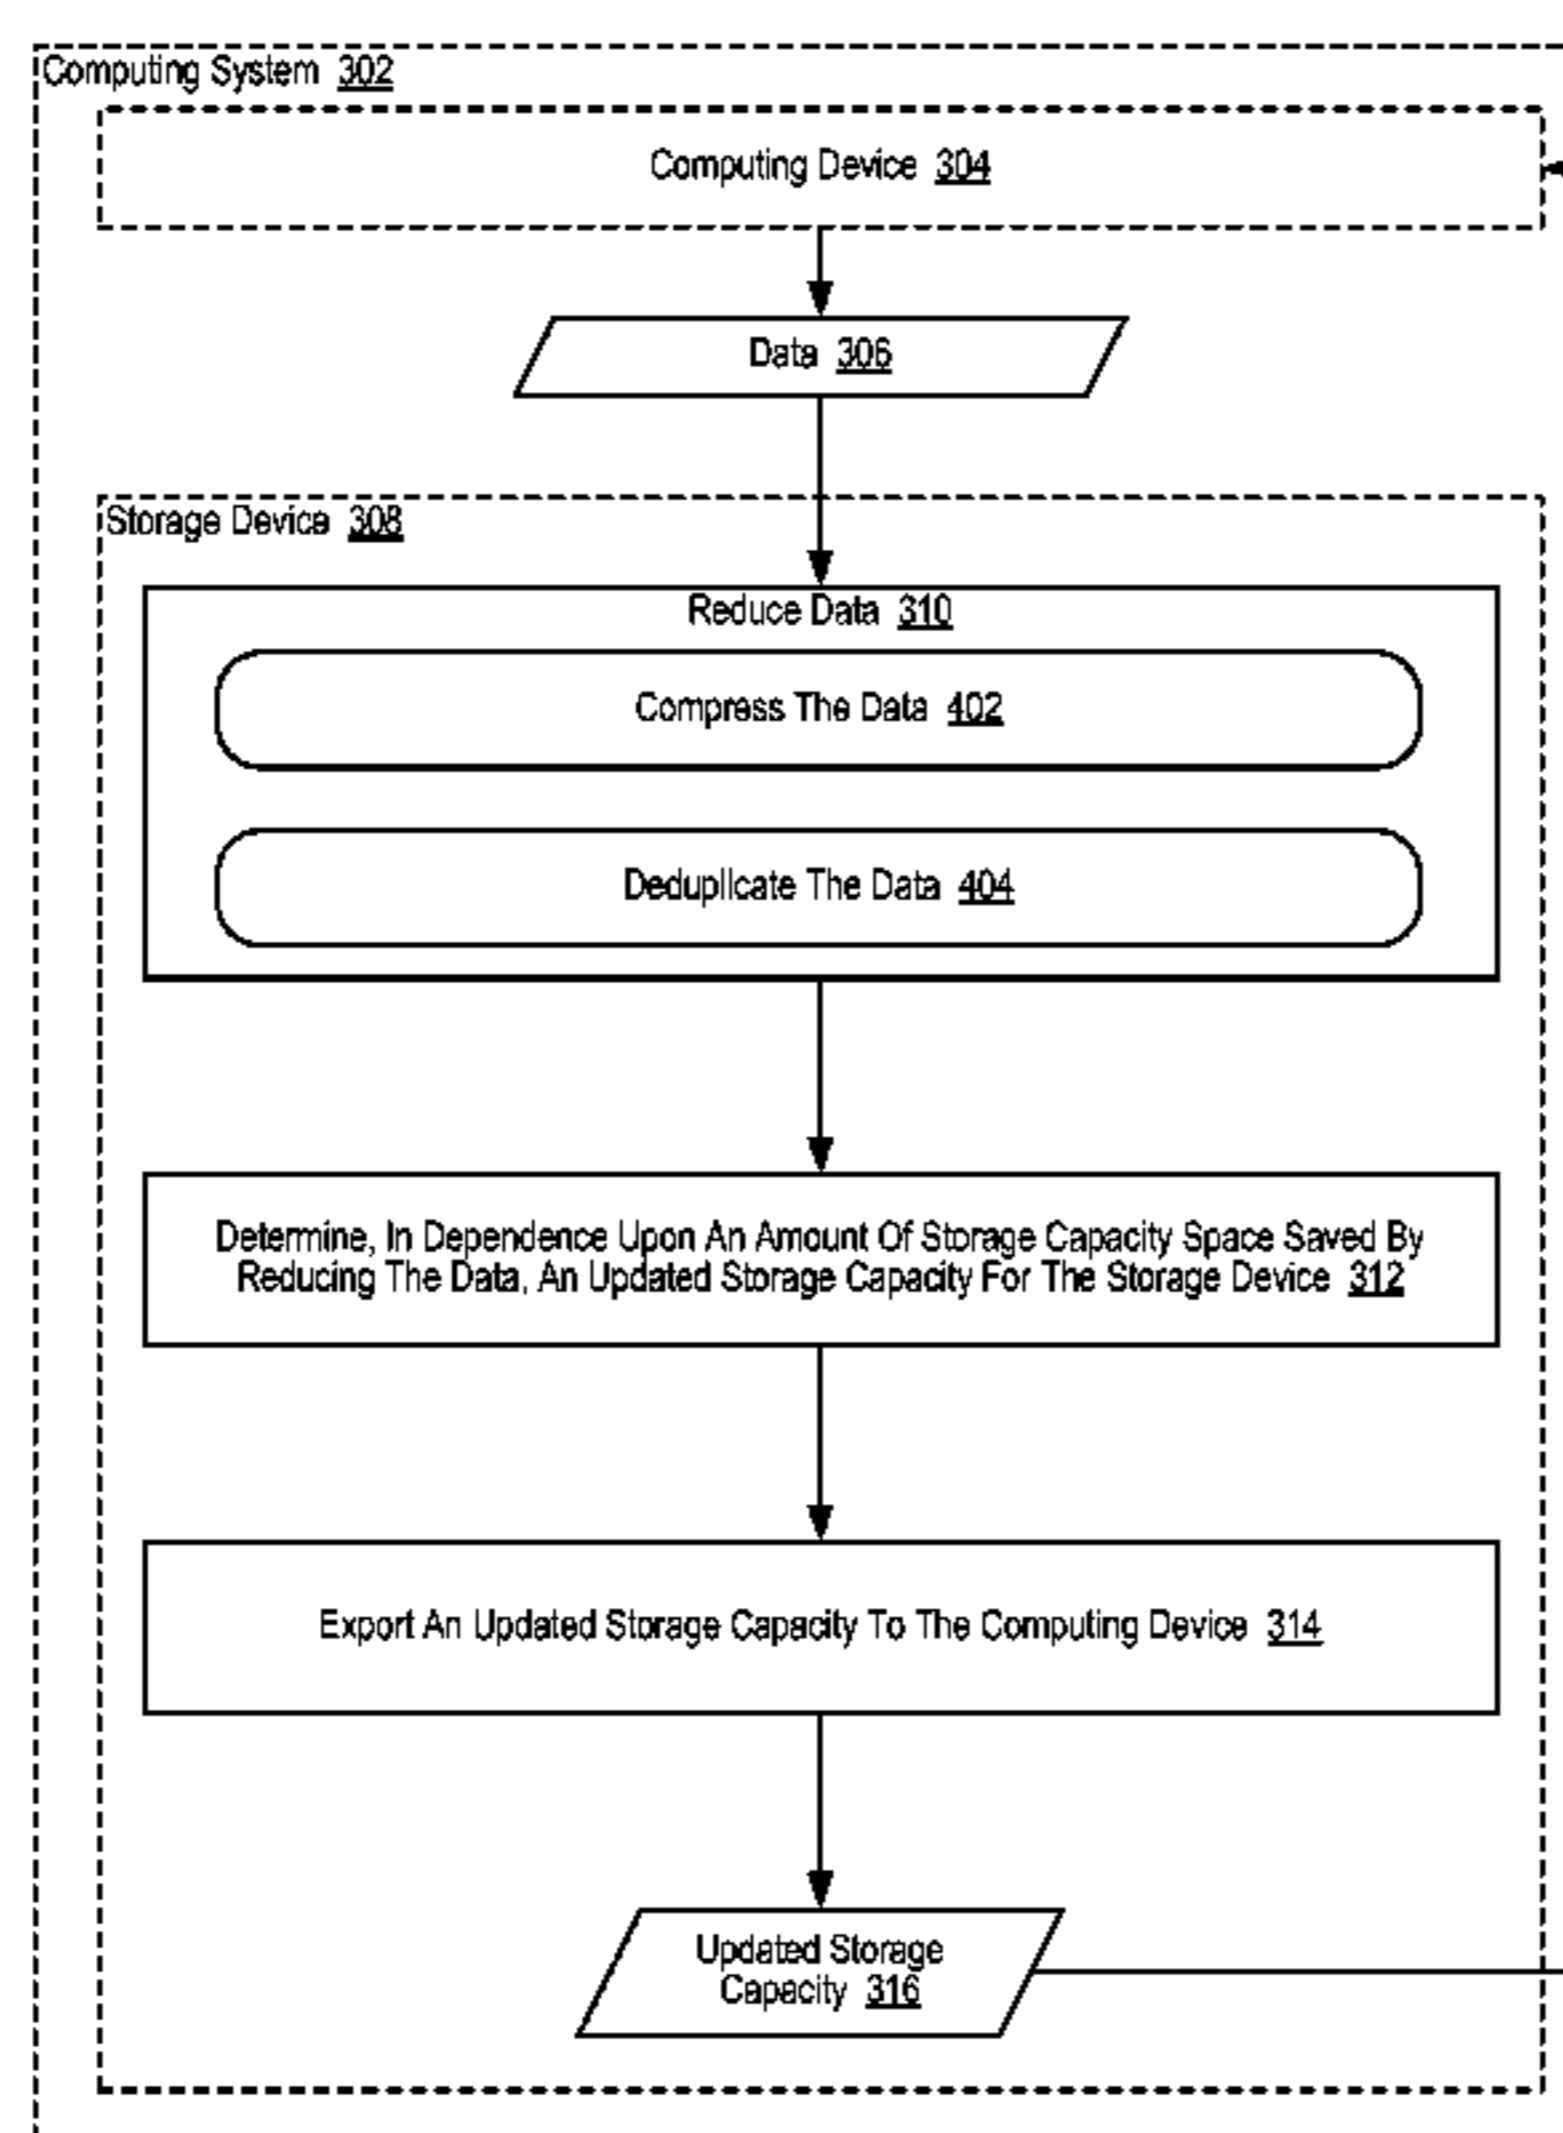 Computing System 302
Computing Device 304
Data 306
Storage Device 308
Reduce Data 310
Compress The Data 402
Deduplicate The Data 404
Determine, In Dependence Upon An Amount Of Storage Capacity Space Saved By
Reducing The Data, An Updated Storage Capacity For The Storage Device 312
Export An Updated Storage Capacity To The Computing Device 314
Updated Storage
Capacity 316